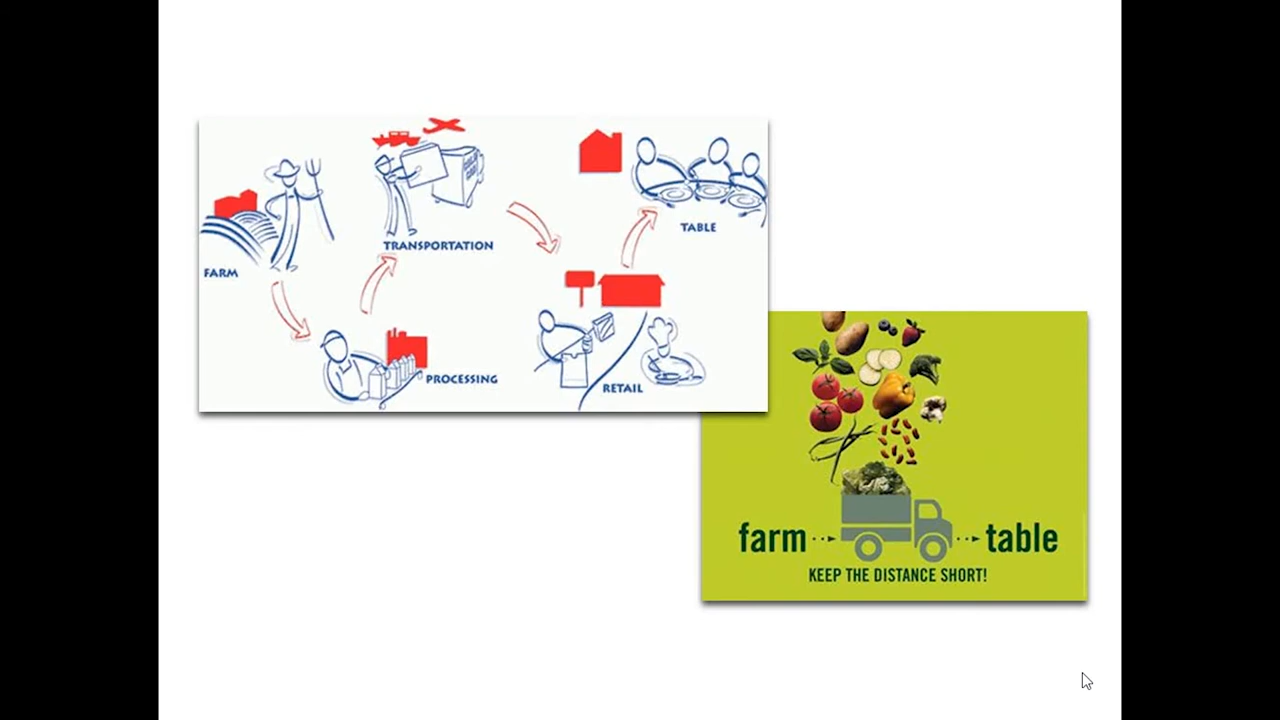 FARM
PROCESSING
TRANSPORTATION
RETAIL
TABLE
farm
table
KEEP THE DISTANCE SHORT!